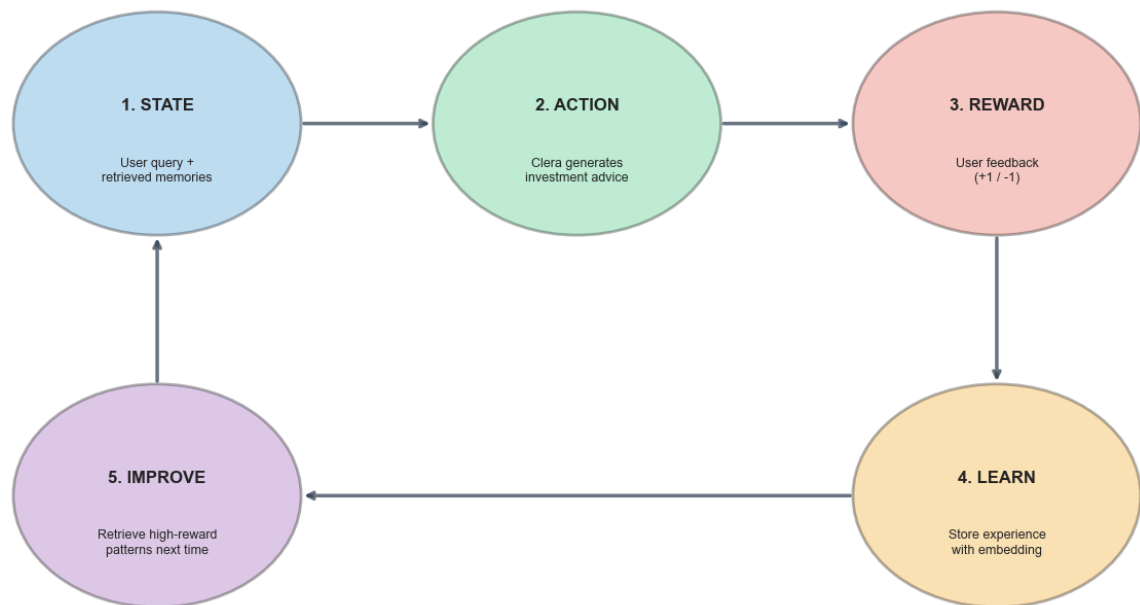 1. STATE
User query +
retrieved memories
2. ACTION
Clera generates
investment advice
3. REWARD
User feedback
(+1 / -1)
4. LEARN
Store experience
with embedding
5. IMPROVE
Retrieve high-reward
patterns next time